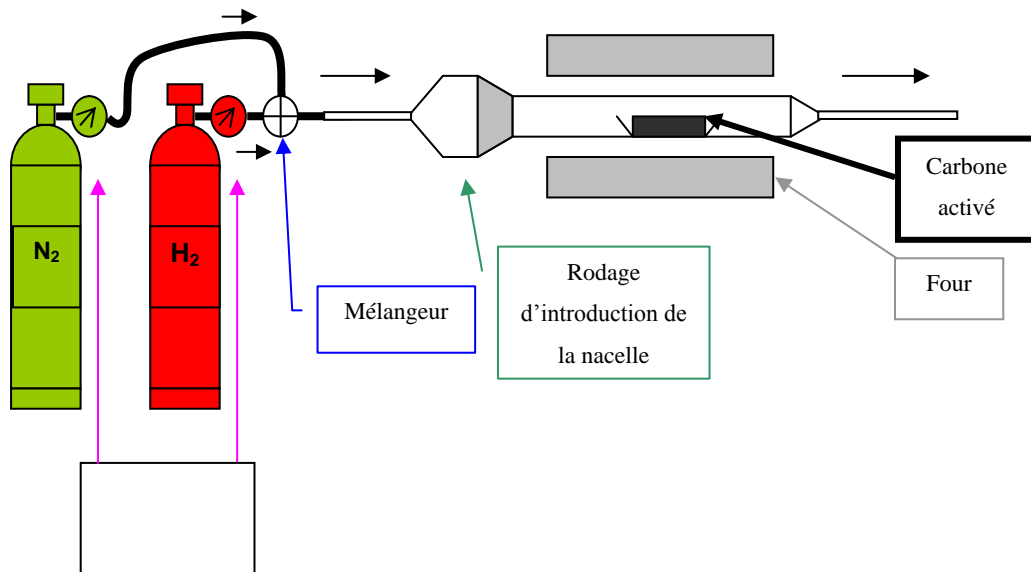 N₂
H₂
Mélangeur
Rodage
d’introduction de
la nacelle
Carbone
activé
Four